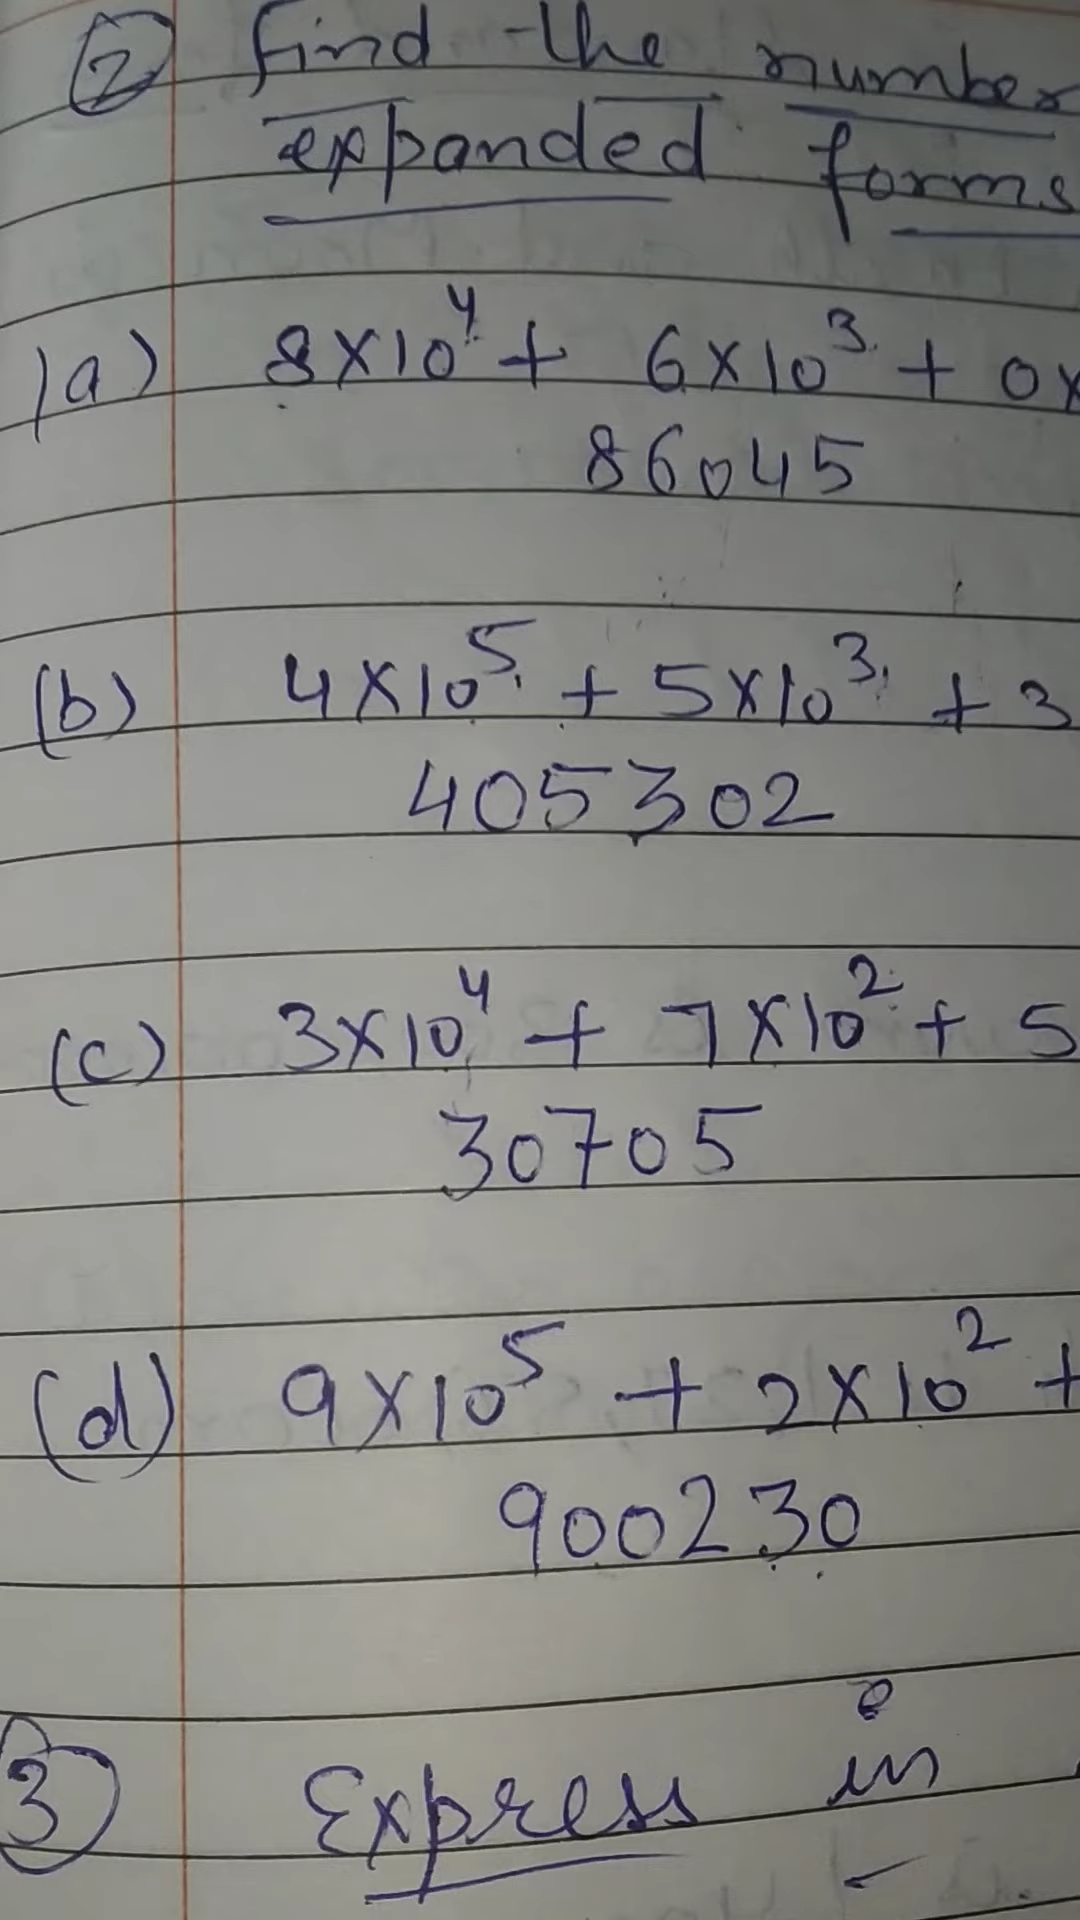 ② Find the number
expanded forms
(a) 8×10⁴ + 6×10³ + 0×
86045
(b) 4×10⁵ + 5×10³ + 3
405302
(c) 3×10⁴ + 7×10² + 5
30705
(d) 9×10⁵ + 2×10² +
900230
③ Express in